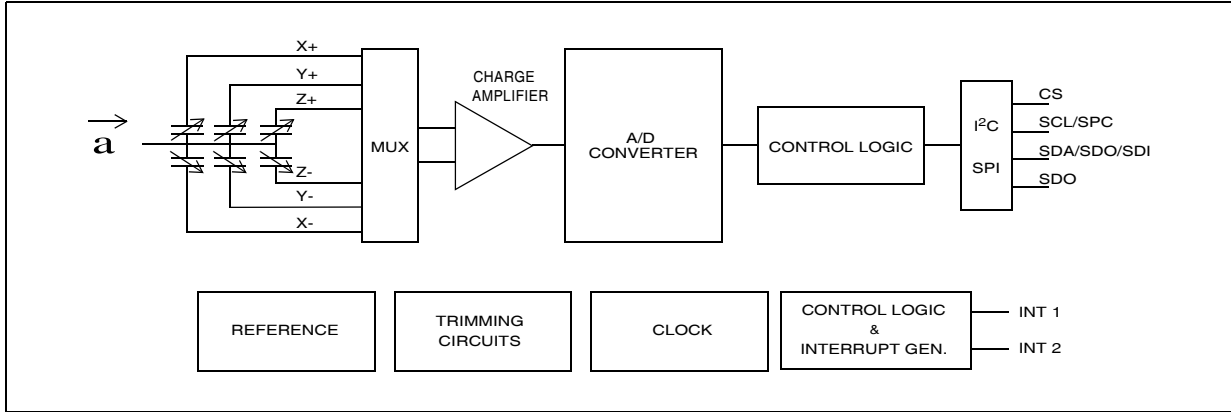 X+
Y+
Z+
a
Z-
Y-
X-
MUX
CHARGE
AMPLIFIER
A/D
CONVERTER
CONTROL LOGIC
I²C
SPI
CS
SCL/SPC
SDA/SDO/SDI
SDO
REFERENCE
TRIMMING
CIRCUITS
CLOCK
CONTROL LOGIC
&
INTERRUPT GEN.
INT 1
INT 2